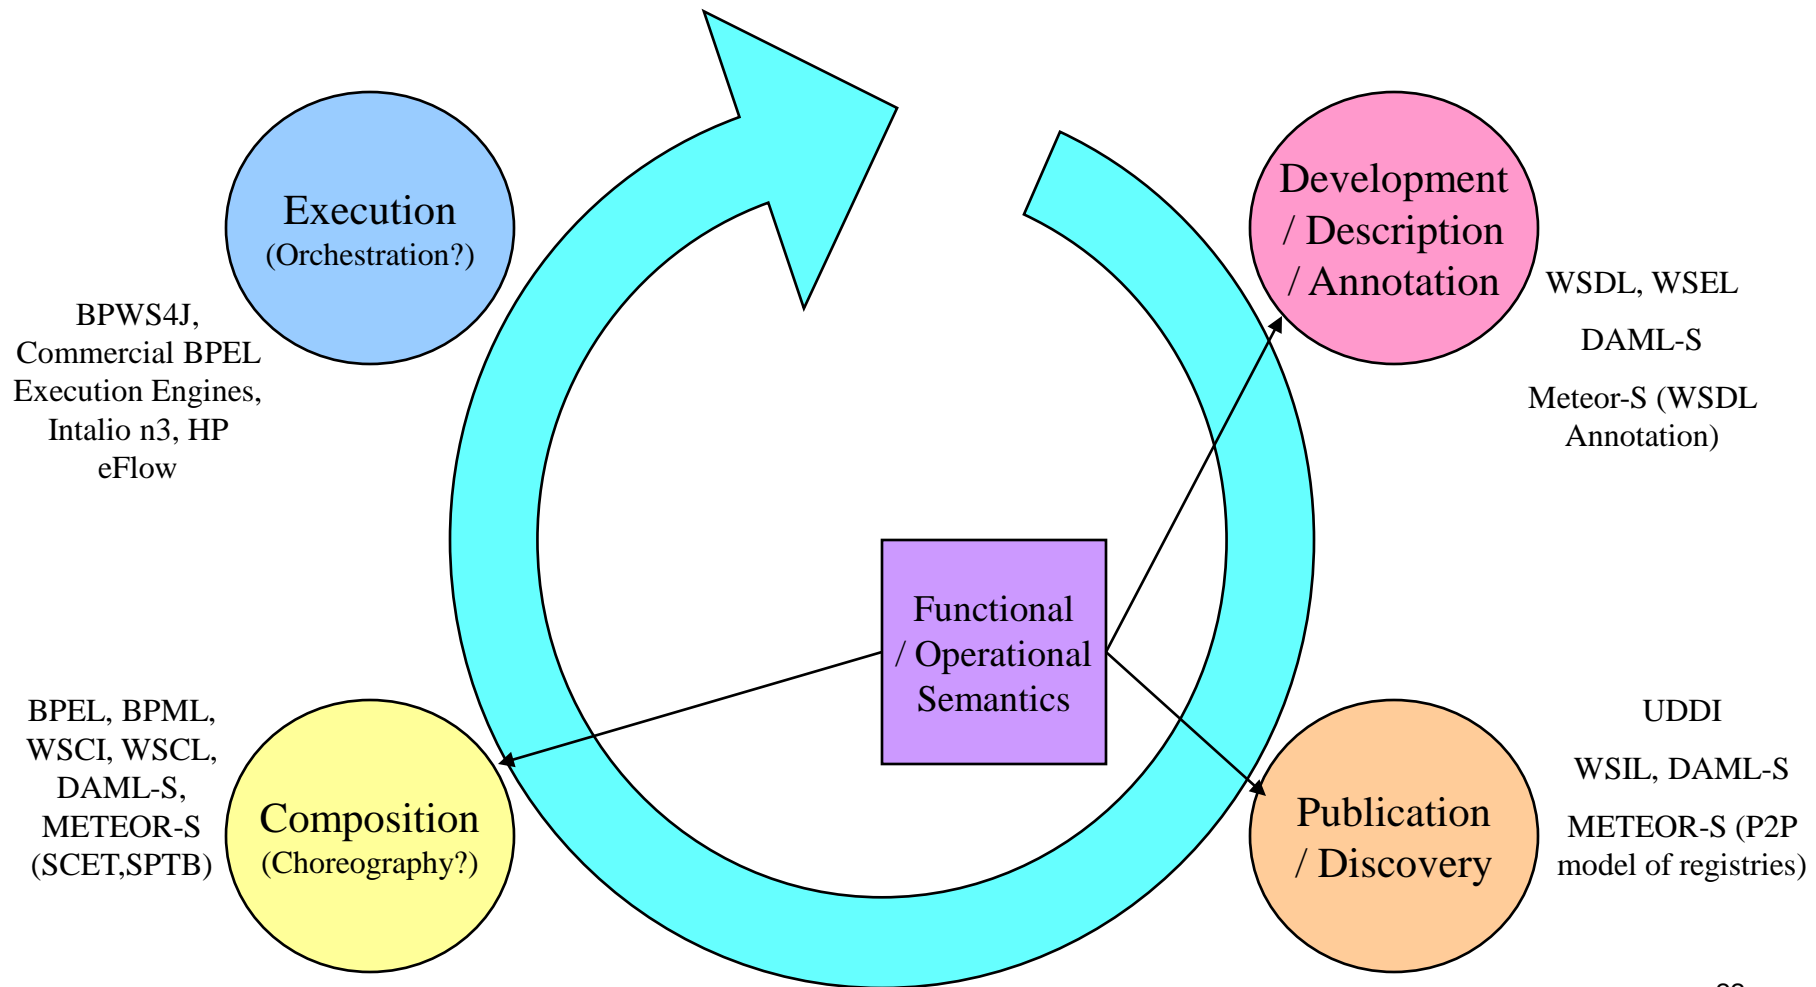 Execution
(Orchestration?)
BPWS4J,
Commercial BPEL
Execution Engines,
Intalio n3, HP
eFlow
Development
/ Description
/ Annotation
WSDL, WSEL
DAML-S
Meteor-S (WSDL
Annotation)
Functional
/ Operational
Semantics
BPEL, BPML,
WSCI, WSCL,
DAML-S,
METEOR-S
(SCET,SPTB)
Composition
(Choreography?)
Publication
/ Discovery
UDDI
WSIL, DAML-S
METEOR-S (P2P
model of registries)